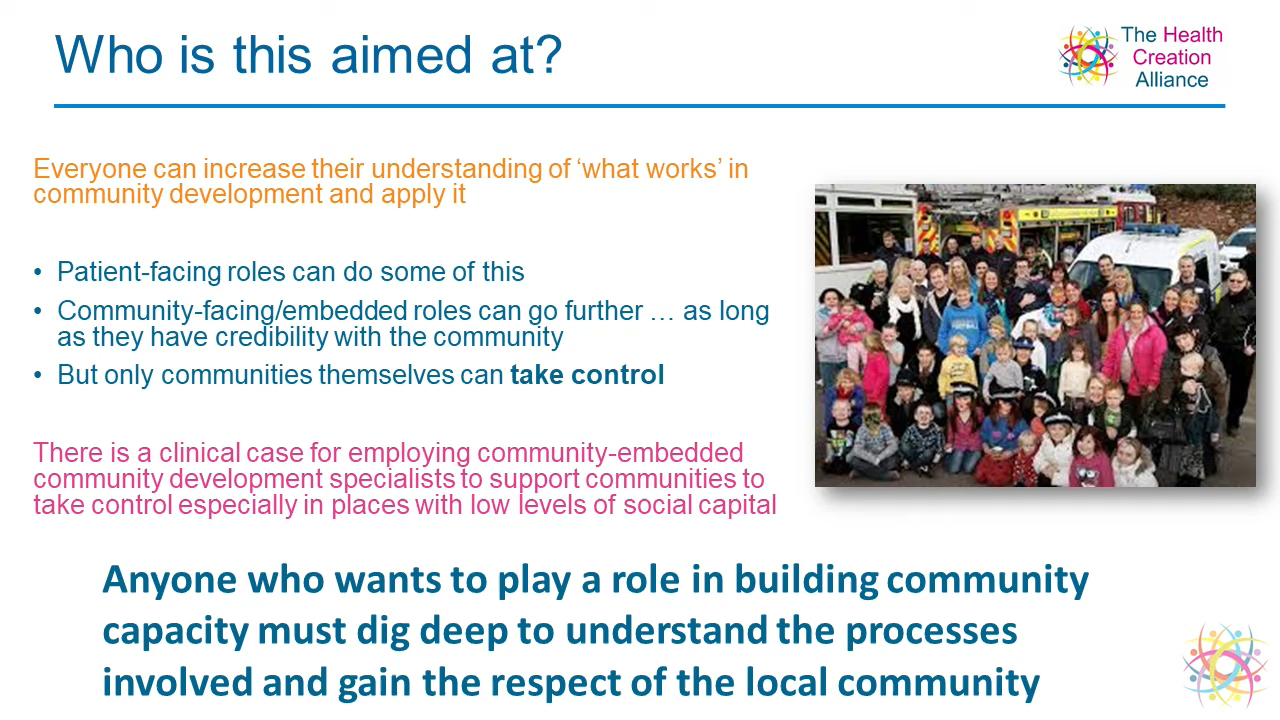 Who is this aimed at?
The Health
Creation
Alliance
Everyone can increase their understanding of ‘what works’ in
community development and apply it
• Patient-facing roles can do some of this
• Community-facing/embedded roles can go further … as long
as they have credibility with the community
• But only communities themselves can take control
There is a clinical case for employing community-embedded
community development specialists to support communities to
take control especially in places with low levels of social capital
Anyone who wants to play a role in building community
capacity must dig deep to understand the processes
involved and gain the respect of the local community